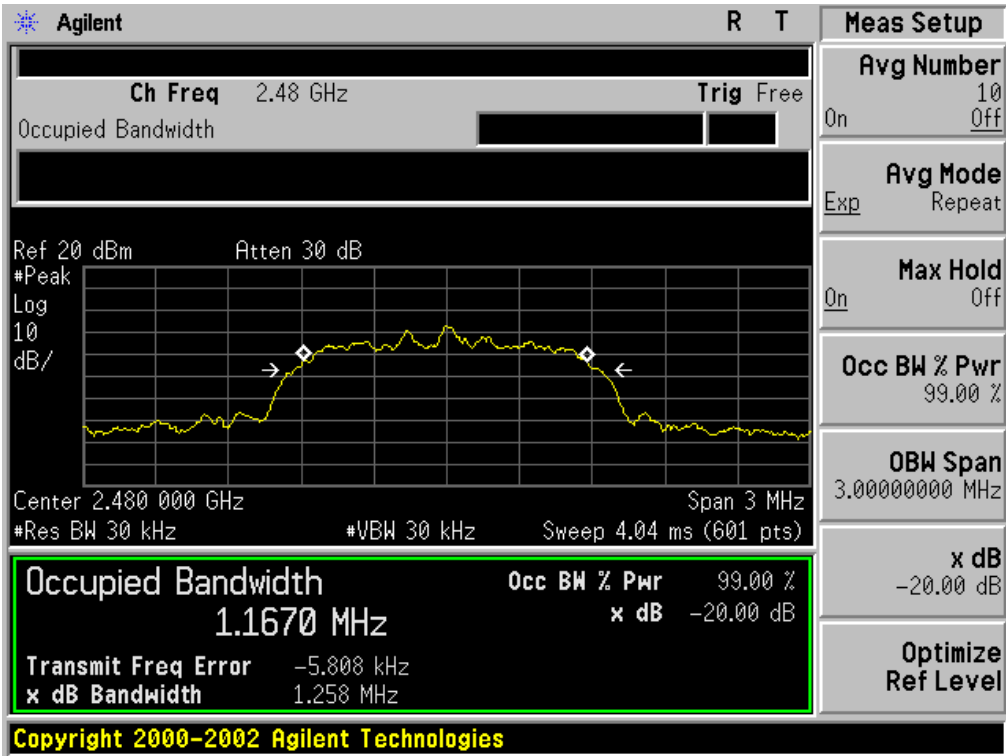 Agilent R T
Ch Freq 2.48 GHz Trig Free
Occupied Bandwidth
Ref 20 dBm Atten 30 dB
#Peak
Log
10
dB/
Center 2.480 000 GHz Span 3 MHz
#Res BW 30 kHz #VBW 30 kHz Sweep 4.04 ms (601 pts)
Occupied Bandwidth Occ BW % Pwr 99.00 %
1.1670 MHz x dB -20.00 dB
Transmit Freq Error -5.808 kHz
x dB Bandwidth 1.258 MHz
Copyright 2000-2002 Agilent Technologies
Meas Setup
Avg Number
10
On Off
Avg Mode
Exp Repeat
Max Hold
On Off
Occ BW % Pwr
99.00 %
OBW Span
3.00000000 MHz
x dB
-20.00 dB
Optimize
Ref Level